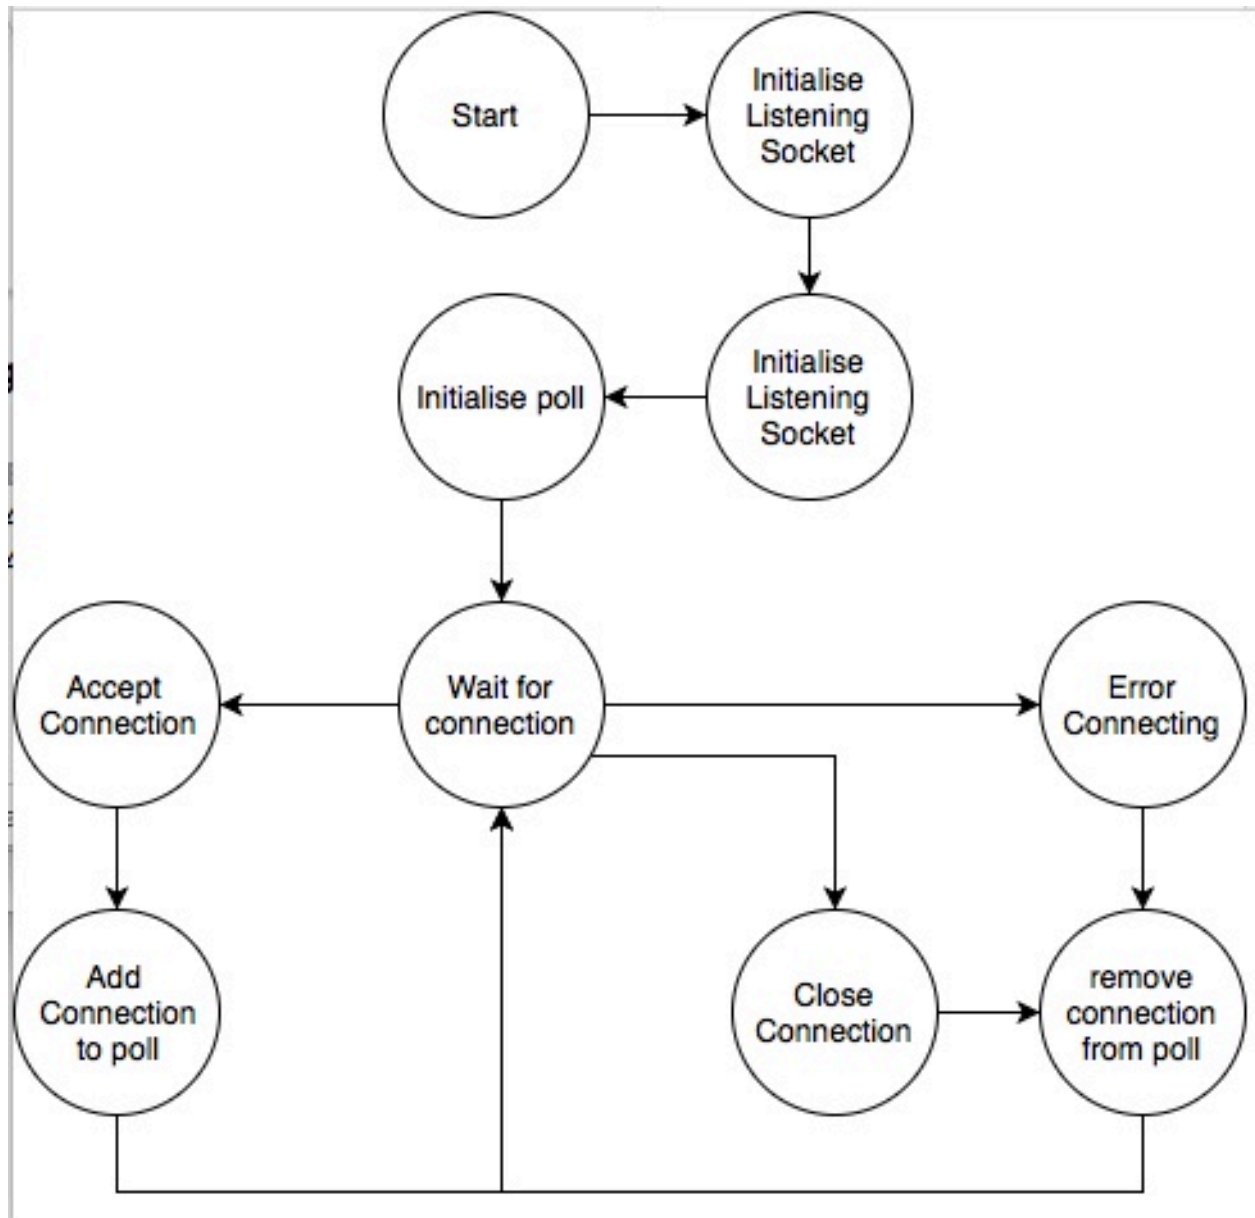 Start
Initialise
Listening
Socket
Initialise poll
Initialise
Listening
Socket
Accept
Connection
Wait for
connection
Error
Connecting
Add
Connection
to poll
Close
Connection
remove
connection
from poll